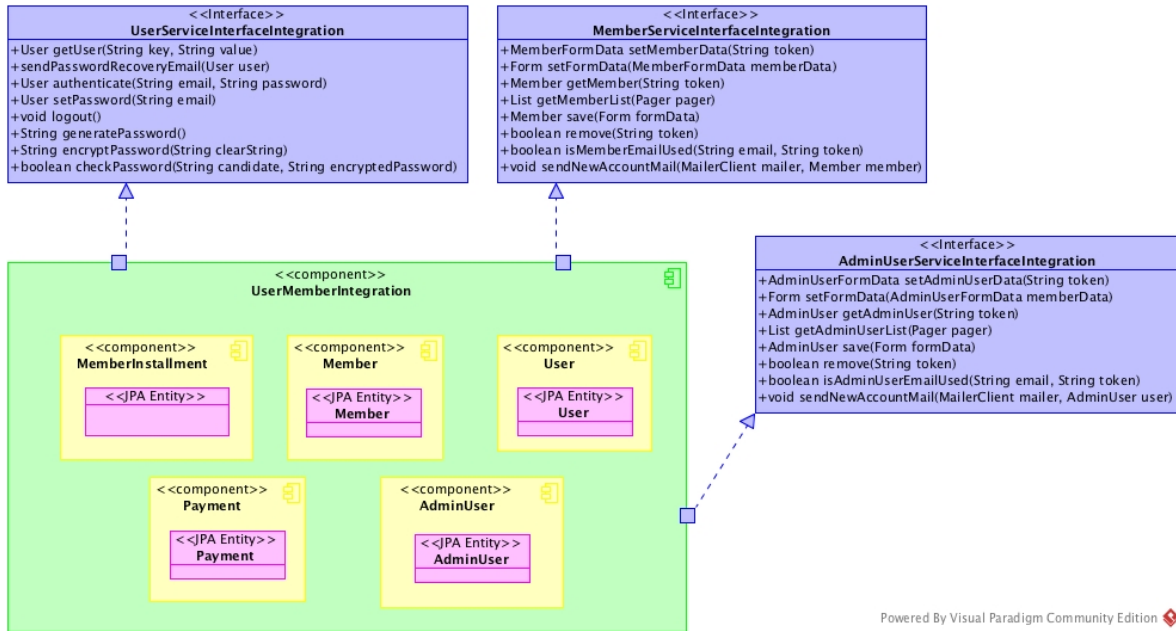 <<Interface>>
UserServiceInterfaceIntegration
+User getUser(String key, String value)
+sendPasswordRecoveryEmail(User user)
+User authenticate(String email, String password)
+User setPassword(String email)
+void logout()
+String generatePassword()
+String encryptPassword(String clearString)
+boolean checkPassword(String candidate, String encryptedPassword)
<<Interface>>
MemberServiceInterfaceIntegration
+MemberFormData setMemberData(String token)
+Form setFormData(MemberFormData memberData)
+Member getMember(String token)
+List getMemberList(Pager pager)
+Member save(Form formData)
+boolean remove(String token)
+boolean isMemberEmailUsed(String email, String token)
+void sendNewAccountMail(MailerClient mailer, Member member)
<<Interface>>
AdminUserServiceInterfaceIntegration
+AdminUserFormData setAdminUserData(String token)
+Form setFormData(AdminUserFormData memberData)
+AdminUser getAdminUser(String token)
+List getAdminUserList(Pager pager)
+AdminUser save(Form formData)
+boolean remove(String token)
+boolean isAdminUserEmailUsed(String email, String token)
+void sendNewAccountMail(MailerClient mailer, AdminUser user)
<<component>>
UserMemberIntegration
<<component>>
MemberInstallment
<<JPA Entity>>
<<component>>
Member
<<JPA Entity>>
Member
<<component>>
User
<<JPA Entity>>
User
<<component>>
Payment
<<JPA Entity>>
Payment
<<component>>
AdminUser
<<JPA Entity>>
AdminUser
Powered By Visual Paradigm Community Edition